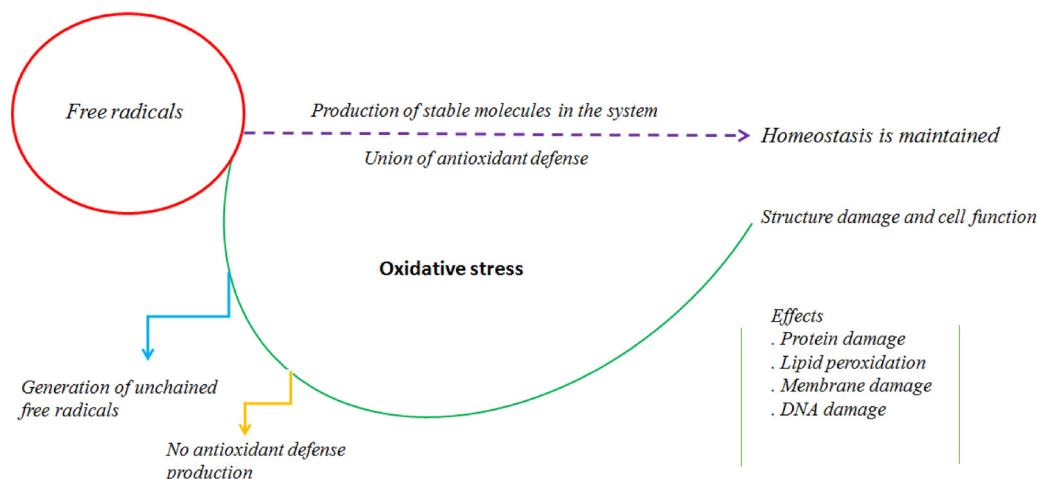 Free radicals
Production of stable molecules in the system
Union of antioxidant defense
Homeostasis is maintained
Structure damage and cell function
Oxidative stress
Effects
. Protein damage
. Lipid peroxidation
. Membrane damage
. DNA damage
Generation of unchained
free radicals
No antioxidant defense
production